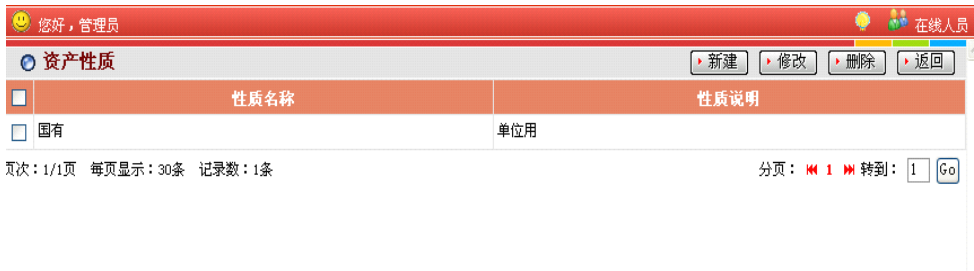 您好，管理员 在线人员
资产性质 新建 修改 删除 返回
性质名称 性质说明
国有 单位用
页次：1/1页 每页显示：30条 记录数：1条 分页： 1 转到： 1 Go